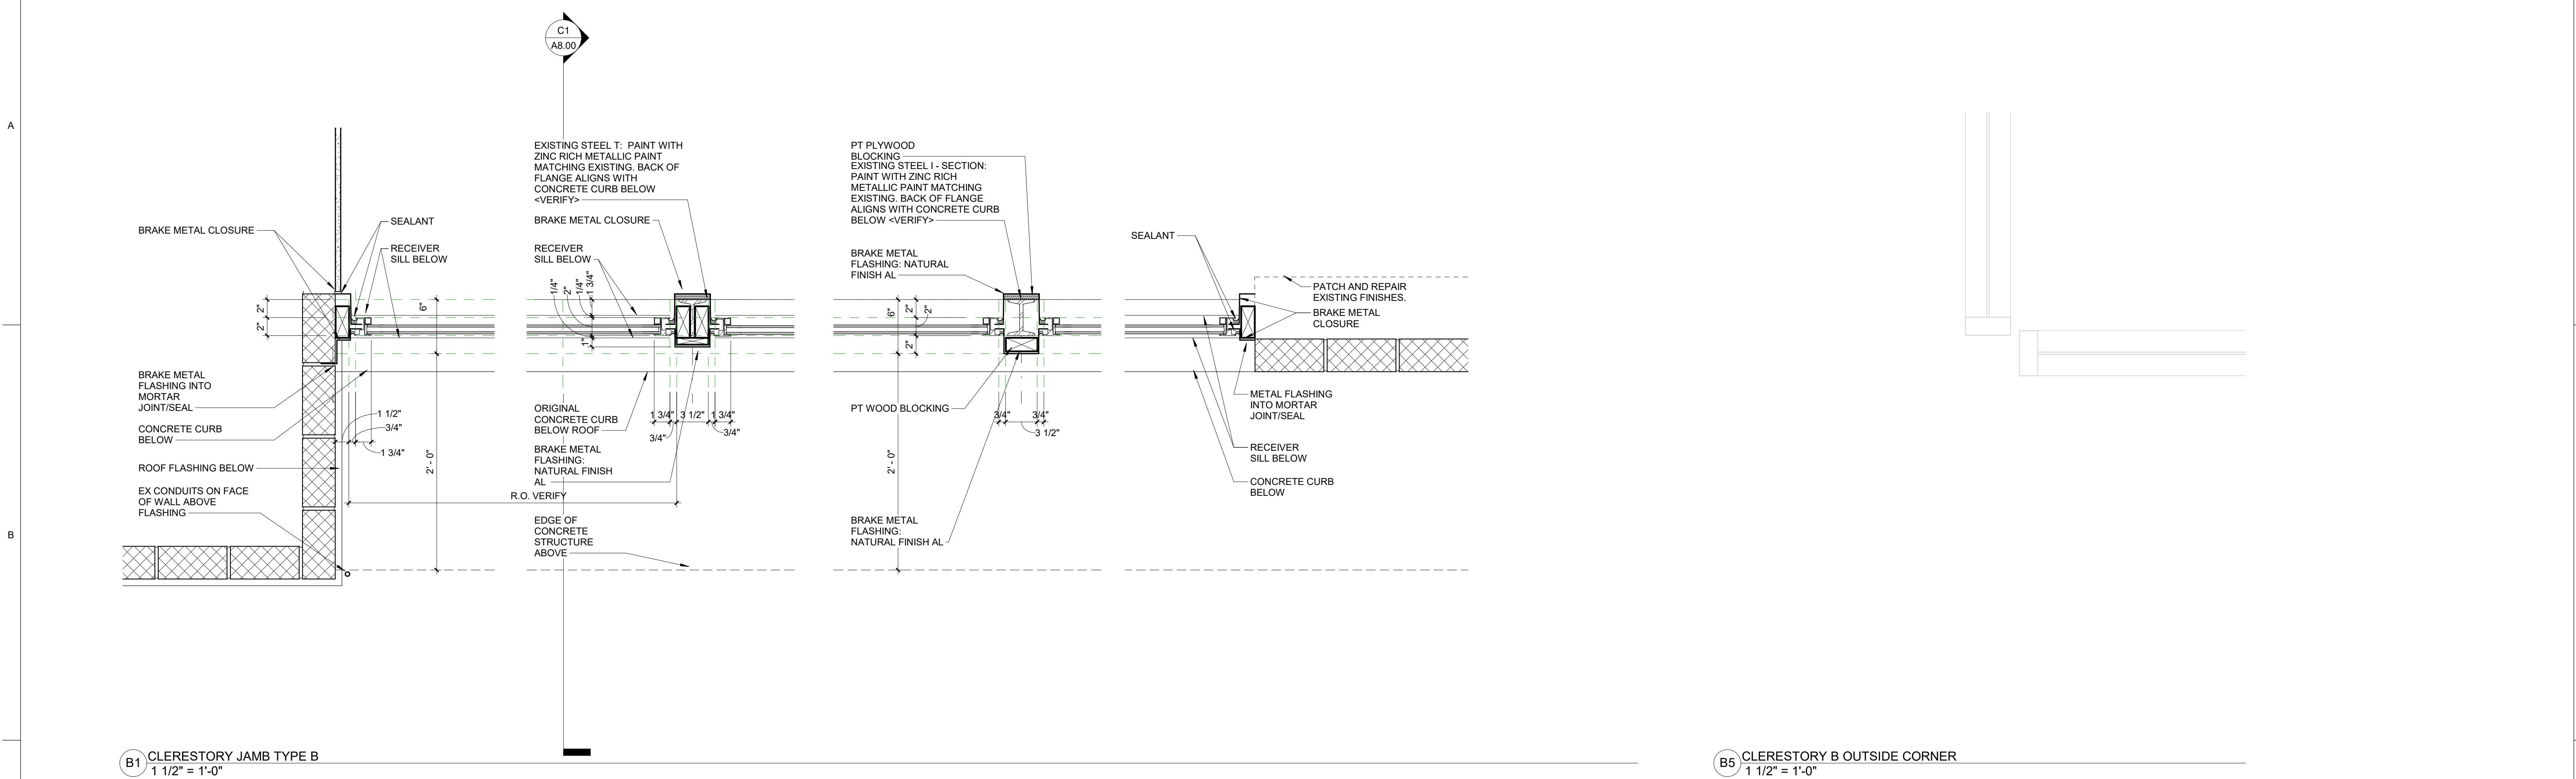 C1
A8.00
A
B
BRAKE METAL CLOSURE
SEALANT
RECEIVER
SILL BELOW
2"
2"
6"
BRAKE METAL
FLASHING INTO
MORTAR
JOINT/SEAL
CONCRETE CURB
BELOW
ROOF FLASHING BELOW
EX CONDUITS ON FACE
OF WALL ABOVE
FLASHING
1 1/2"
3/4"
1 3/4"
2' - 0"
R.O. VERIFY
EXISTING STEEL T: PAINT WITH
ZINC RICH METALLIC PAINT
MATCHING EXISTING. BACK OF
FLANGE ALIGNS WITH
CONCRETE CURB BELOW
<VERIFY>
BRAKE METAL CLOSURE
RECEIVER
SILL BELOW
1/4"
2"
1/4"
1 3/4"
1"
ORIGINAL
CONCRETE CURB
BELOW ROOF
BRAKE METAL
FLASHING:
NATURAL FINISH
AL
1 3/4"
3 1/2"
1 3/4"
3/4"
3/4"
EDGE OF
CONCRETE
STRUCTURE
ABOVE
PT PLYWOOD
BLOCKING
EXISTING STEEL I - SECTION:
PAINT WITH ZINC RICH
METALLIC PAINT MATCHING
EXISTING. BACK OF FLANGE
ALIGNS WITH CONCRETE CURB
BELOW <VERIFY>
BRAKE METAL
FLASHING: NATURAL
FINISH AL
6"
2"
2"
2"
PT WOOD BLOCKING
3/4"
3/4"
3 1/2"
2' - 0"
BRAKE METAL
FLASHING:
NATURAL FINISH AL
SEALANT
PATCH AND REPAIR
EXISTING FINISHES.
BRAKE METAL
CLOSURE
METAL FLASHING
INTO MORTAR
JOINT/SEAL
RECEIVER
SILL BELOW
CONCRETE CURB
BELOW
B1
CLERESTORY JAMB TYPE B
1 1/2" = 1'-0"
B5
CLERESTORY B OUTSIDE CORNER
1 1/2" = 1'-0"